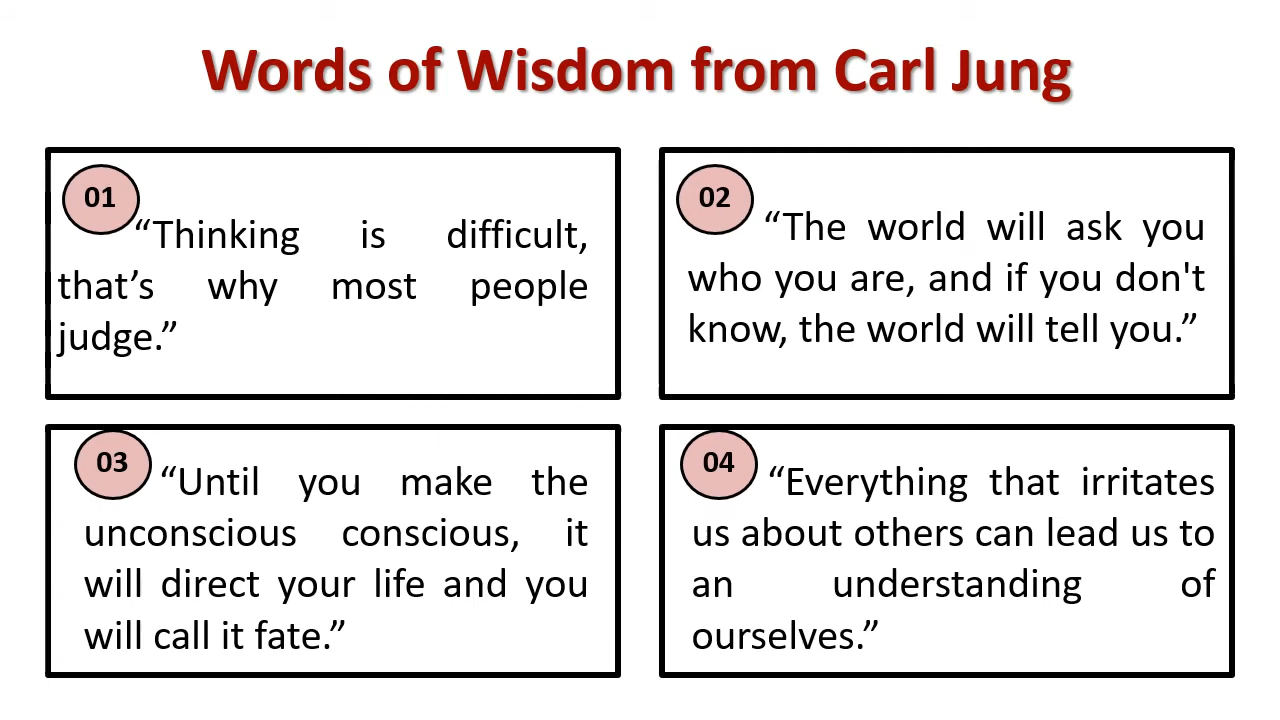 Words of Wisdom from Carl Jung
01
“Thinking is difficult,
that’s why most people
judge.”
02
“The world will ask you
who you are, and if you don't
know, the world will tell you.”
03
“Until you make the
unconscious conscious, it
will direct your life and you
will call it fate.”
04
“Everything that irritates
us about others can lead us to
an understanding of
ourselves.”